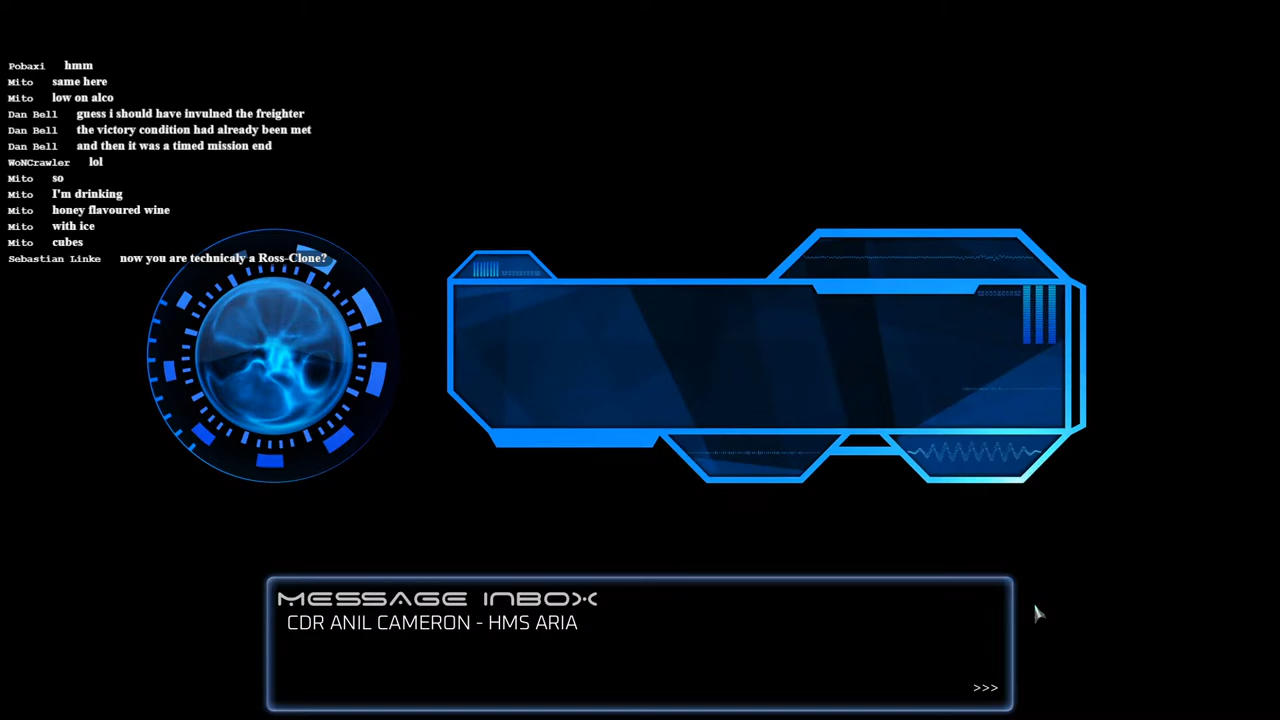 Pobaxi hmm
Mito same here
Mito low on alco
Dan Bell guess i should have invulned the freighter
Dan Bell the victory condition had already been met
Dan Bell and then it was a timed mission end
WoNCrawler lol
Mito so
Mito I'm drinking
Mito honey flavoured wine
Mito with ice
Mito cubes
Sebastian Linke now you are technicaly a Ross-Clone?
MESSAGE INBOX
CDR ANIL CAMERON - HMS ARIA
>>>